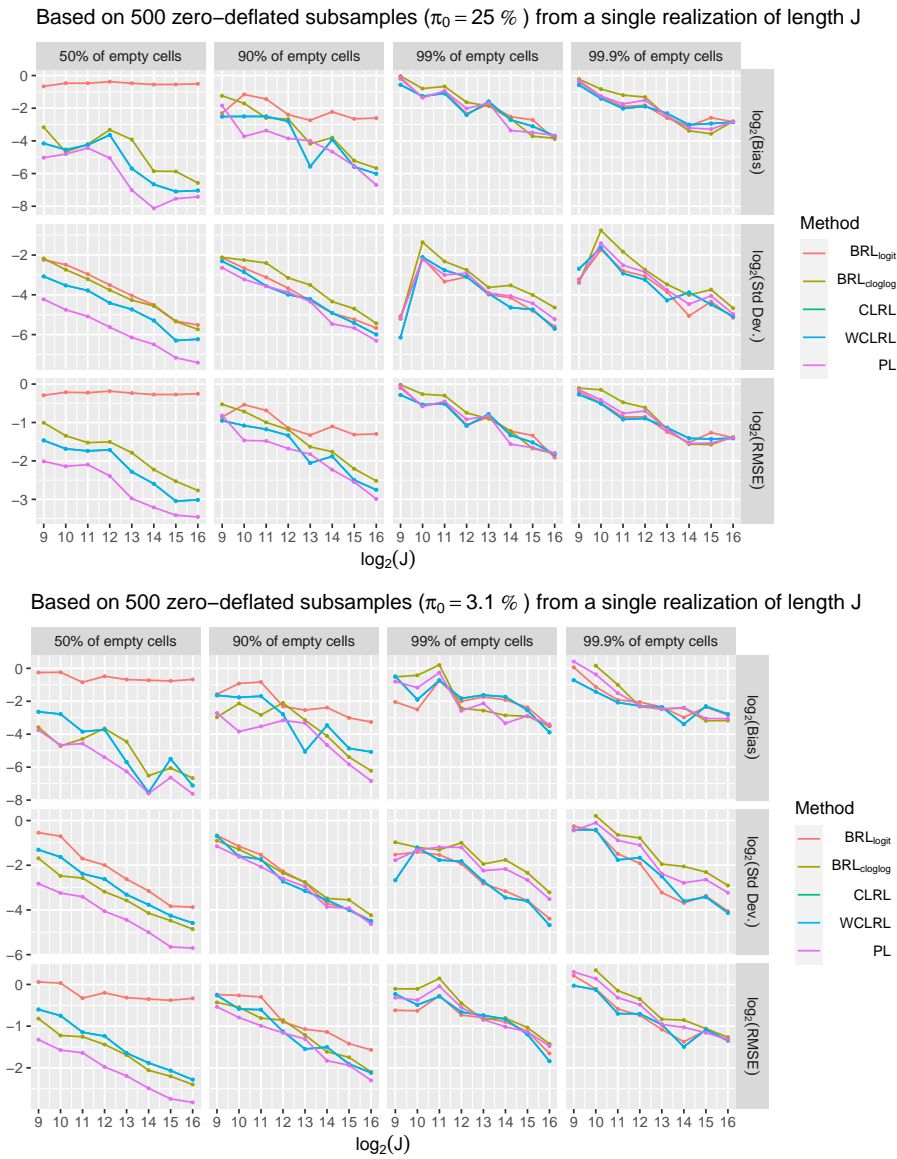 Based on 500 zero−deflated subsamples (π₀ = 25 % ) from a single realization of length J
50% of empty cells 90% of empty cells 99% of empty cells 99.9% of empty cells
0
−2
−4
−6
−8
log₂(Bias)
−2
−4
−6
log₂(Std Dev.)
0
−1
−2
−3
log₂(RMSE)
9 10 11 12 13 14 15 16 9 10 11 12 13 14 15 16 9 10 11 12 13 14 15 16 9 10 11 12 13 14 15 16
log₂(J)
Method
BRL_logit
BRL_cloglog
CLRL
WCLRL
PL
Based on 500 zero−deflated subsamples (π₀ = 3.1 % ) from a single realization of length J
50% of empty cells 90% of empty cells 99% of empty cells 99.9% of empty cells
0
−2
−4
−6
−8
log₂(Bias)
0
−2
−4
−6
log₂(Std Dev.)
0
−1
−2
log₂(RMSE)
9 10 11 12 13 14 15 16 9 10 11 12 13 14 15 16 9 10 11 12 13 14 15 16 9 10 11 12 13 14 15 16
log₂(J)
Method
BRL_logit
BRL_cloglog
CLRL
WCLRL
PL